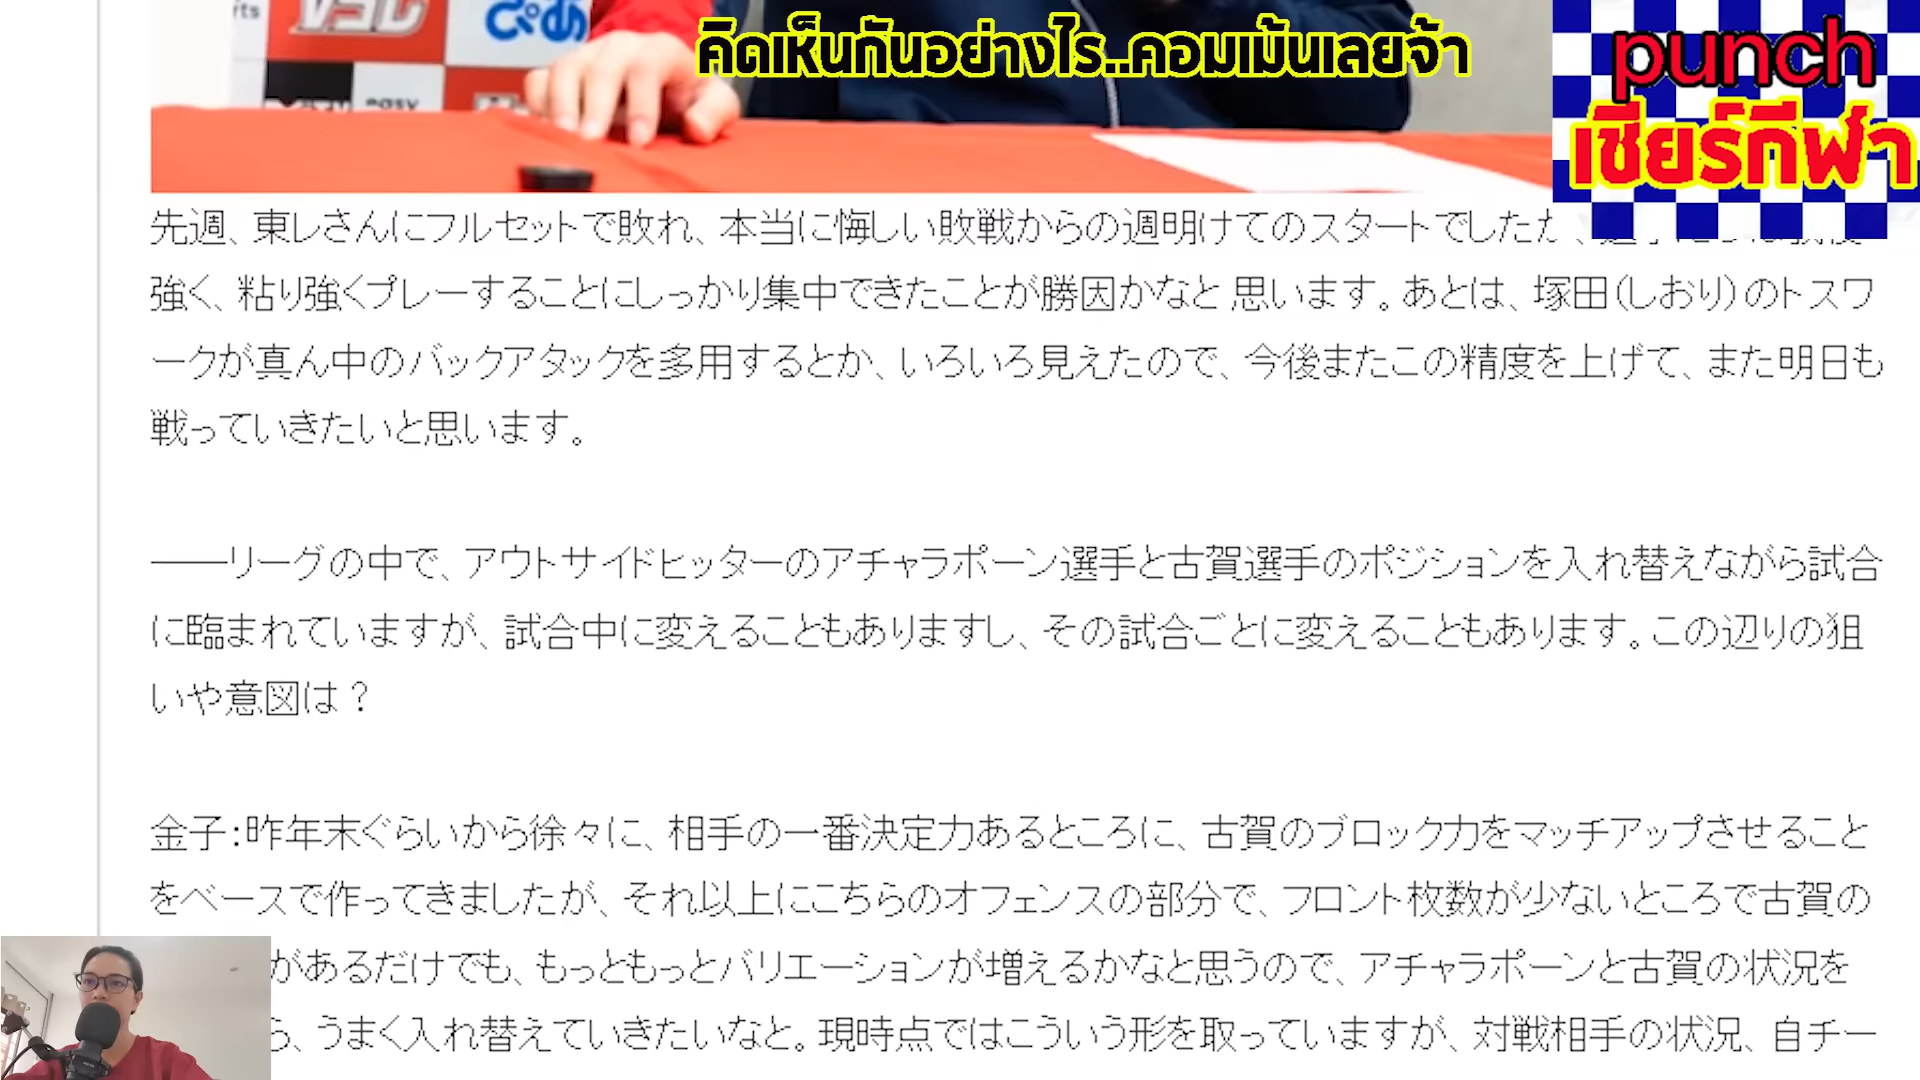 ぴあ
easy
คิดเห็นกันอย่างไร..คอมเม้นเลยจ้า
punch
เชียร์กีฬา
先週、東レさんにフルセットで敗れ、本当に悔しい敗戦からの週明けてのスタートでした
強く、粘り強くプレーすることにしっかり集中できたことが勝因かなと 思います。あとは、塚田(しおり)のトスワ
ークが真ん中のバックアタックを多用するとか、いろいろ見えたので、今後またこの精度を上げて、また明日も
戦っていきたいと思います。
――リーグの中で、アウトサイドヒッターのアチャラポーン選手と古賀選手のポジションを入れ替えながら試合
に臨まれていますが、試合中に変えることもありますし、その試合ごとに変えることもあります。この辺りの狙
いや意図は?
金子:昨年末ぐらいから徐々に、相手の一番決定力あるところに、古賀のブロック力をマッチアップさせること
をベースで作ってきましたが、それ以上にこちらのオフェンスの部分で、フロント枚数が少ないところで古賀の
があるだけでも、もっともっとバリエーションが増えるかなと思うので、アチャラポーンと古賀の状況を
ら、うまく入れ替えていきたいなと。現時点ではこういう形を取っていますが、対戦相手の状況、自チー